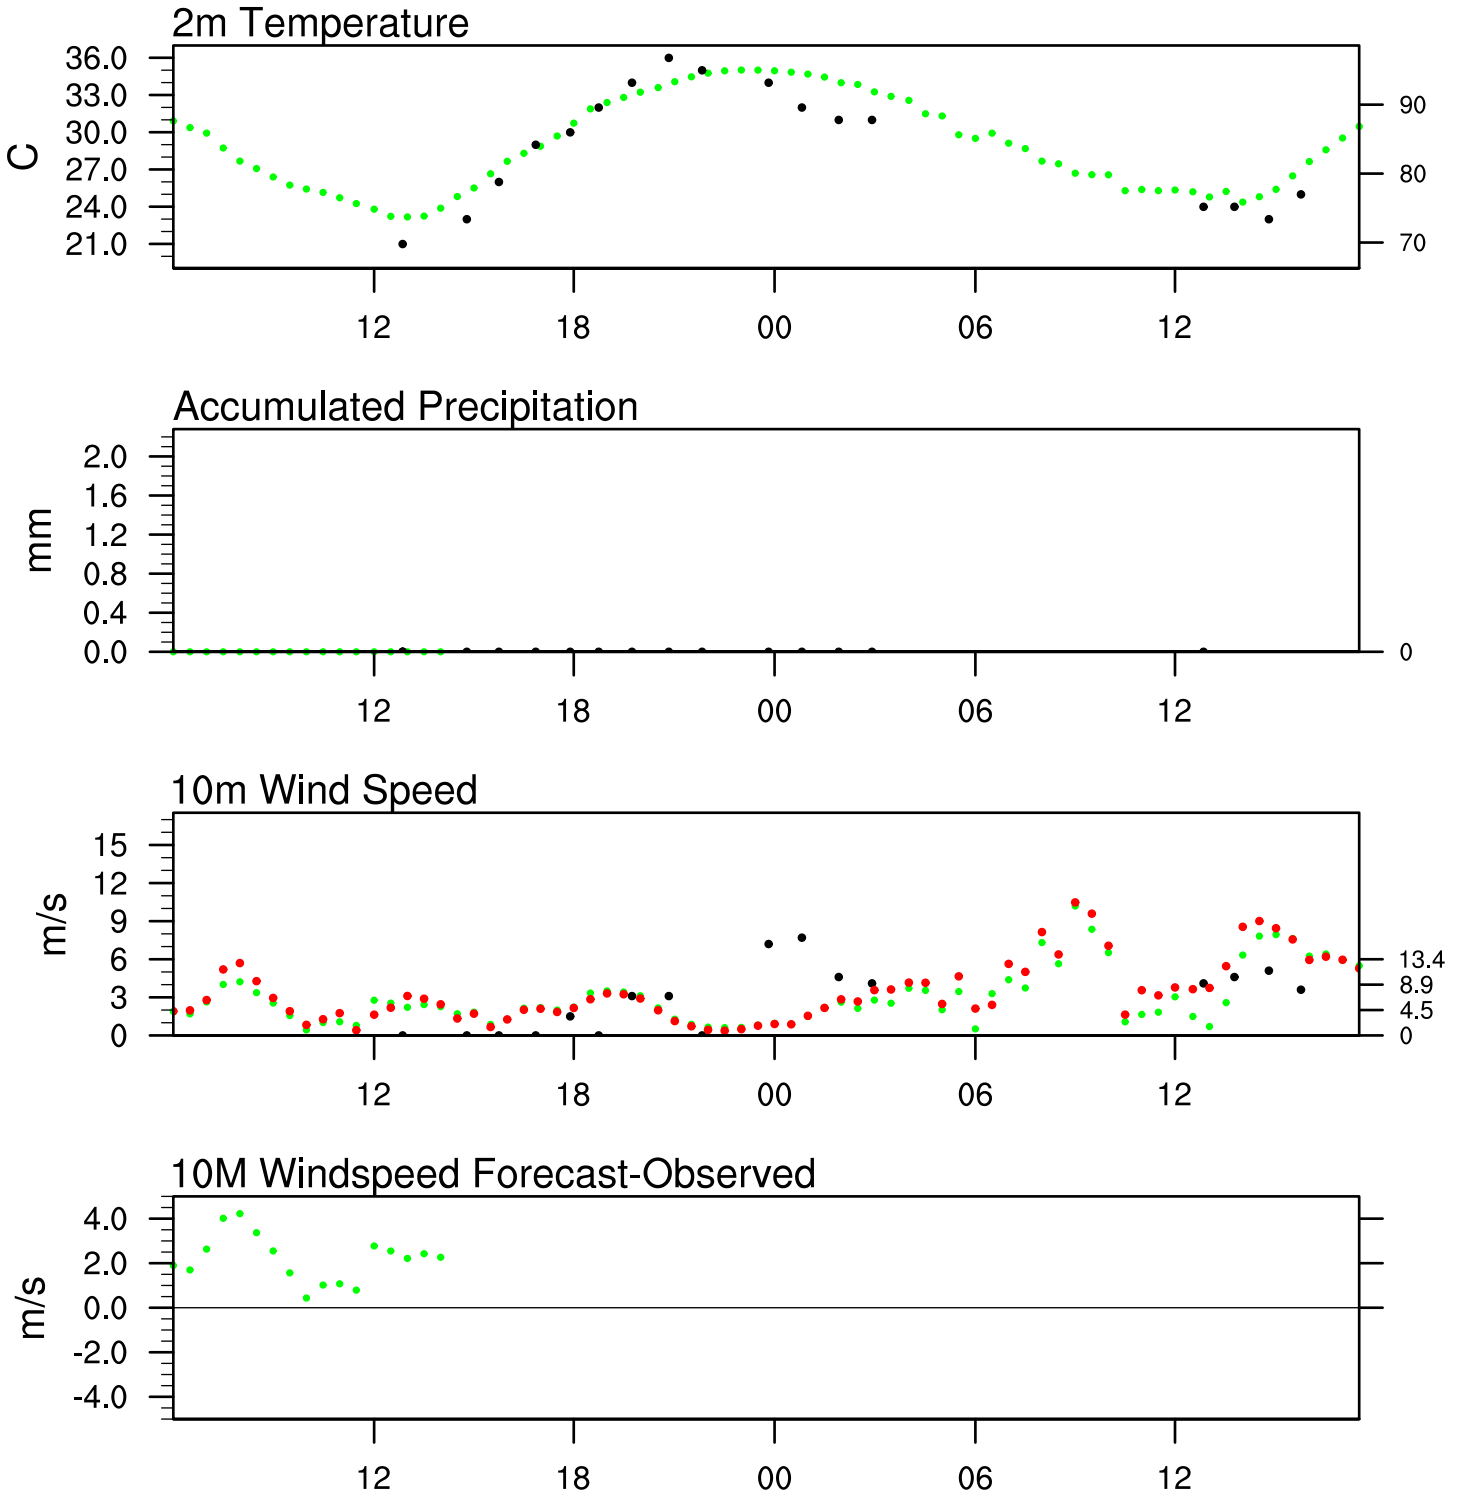 2m Temperature
C
36.0
33.0
30.0
27.0
24.0
21.0
90
80
70
12 18 00 06 12
Accumulated Precipitation
mm
2.0
1.6
1.2
0.8
0.4
0.0
0
12 18 00 06 12
10m Wind Speed
m/s
15
12
9
6
3
0
13.4
8.9
4.5
0
12 18 00 06 12
10M Windspeed Forecast-Observed
m/s
4.0
2.0
0.0
-2.0
-4.0
12 18 00 06 12